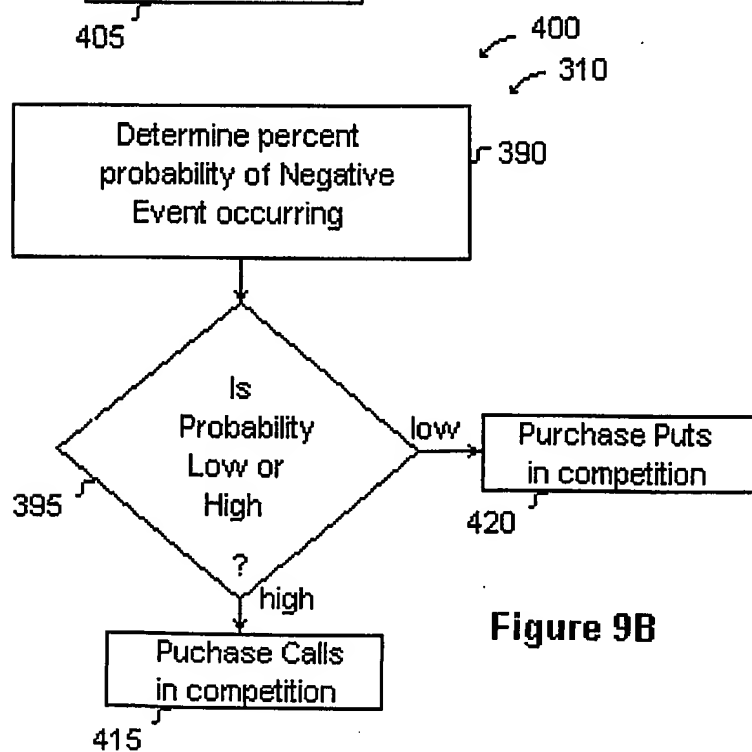 405
400
310
Determine percent
probability of Negative
Event occurring
390
Is
Probability
Low or
High
?
395
low
Purchase Puts
in competition
420
high
Puchase Calls
in competition
415
Figure 9B